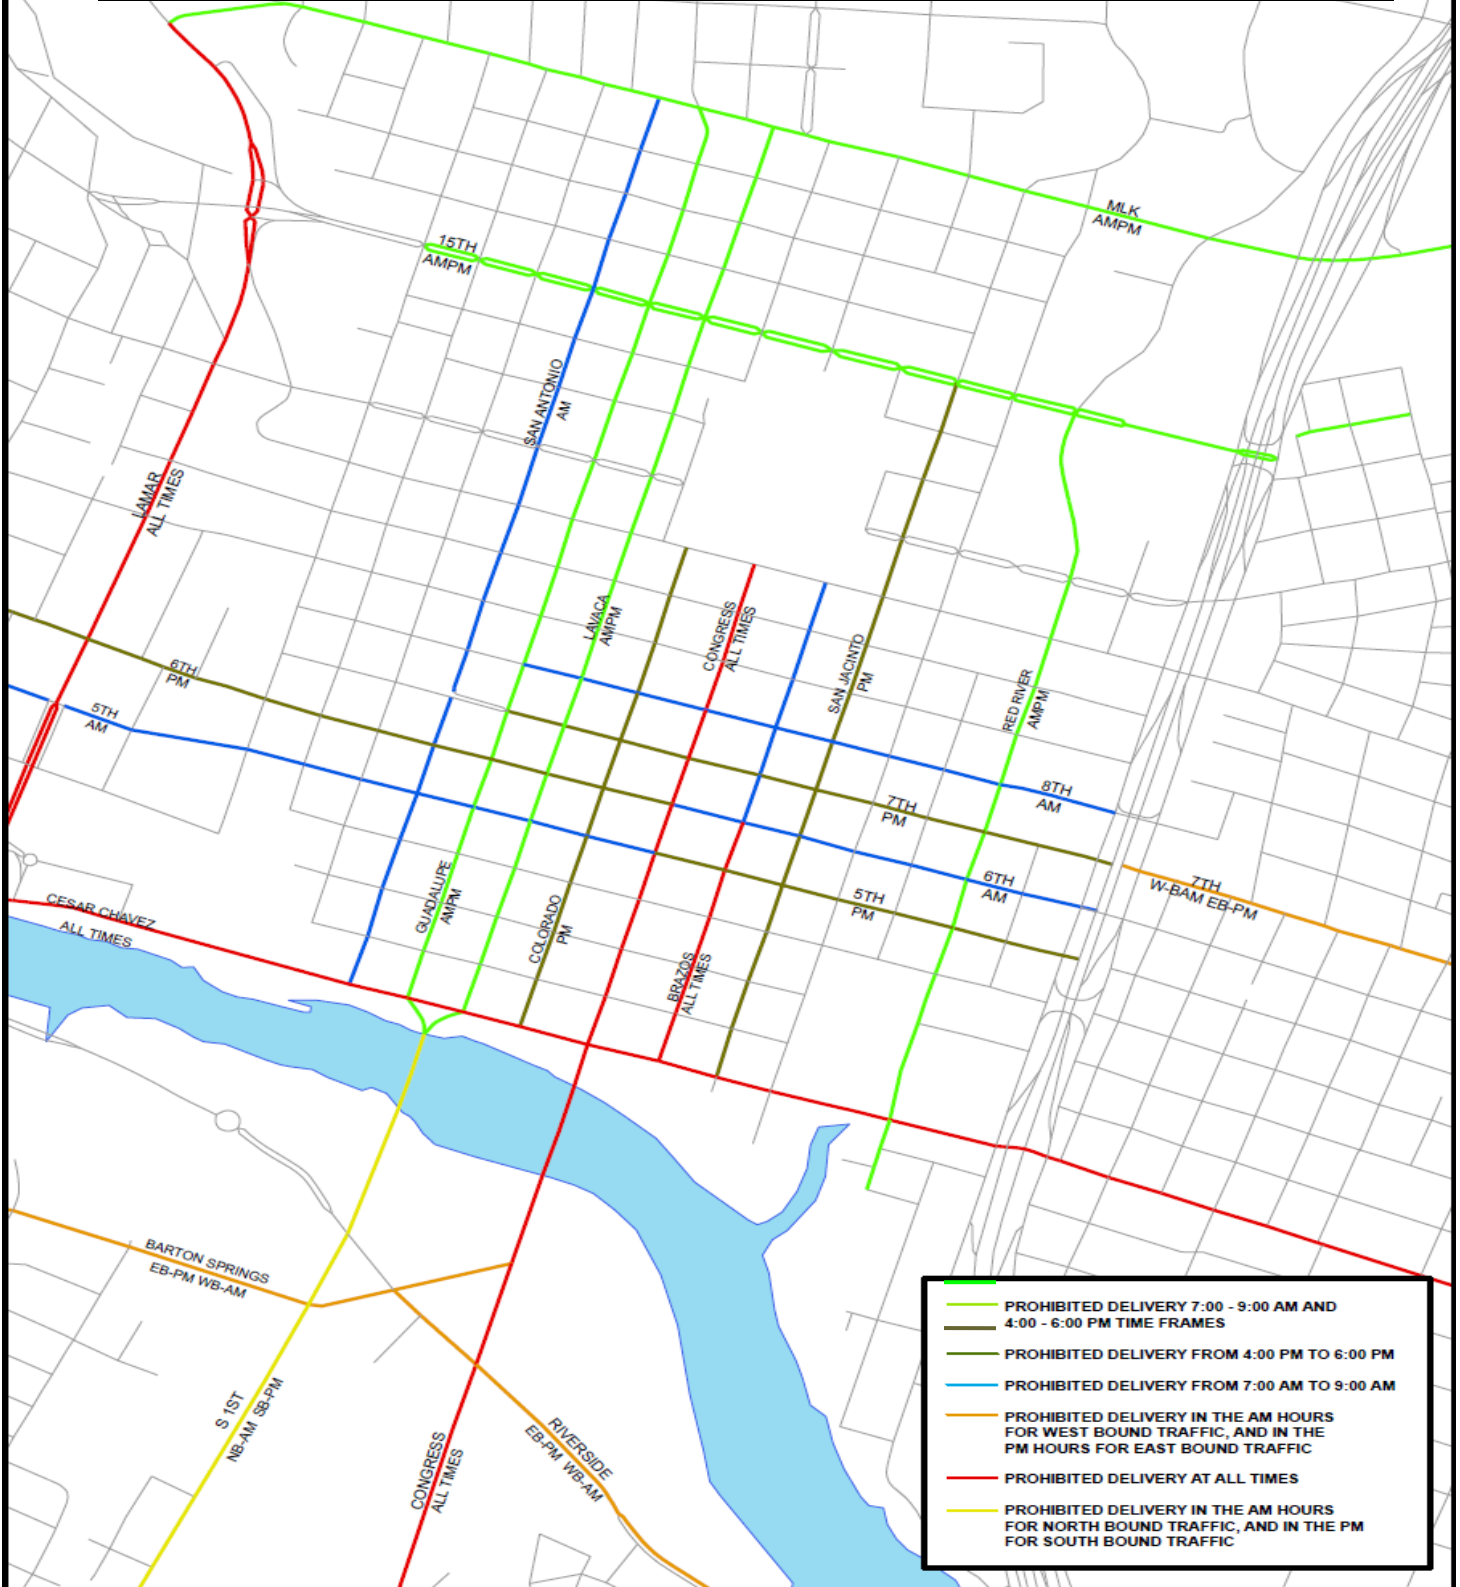 MLK
AMPM
15TH
AMPM
SAN ANTONIO
AM
LAMAR
ALL TIMES
LAVACA
AMPM
CONGRESS
ALL TIMES
SAN JACINTO
PM
RED RIVER
AMPM
6TH
PM
5TH
AM
8TH
AM
7TH
PM
6TH
AM
5TH
PM
7TH
W-BAM EB-PM
GUADALUPE
AMPM
COLORADO
PM
BRAZOS
ALL TIMES
CESAR CHAVEZ
ALL TIMES
BARTON SPRINGS
EB-PM WB-AM
S 1ST
NB-AM SB-PM
CONGRESS
ALL TIMES
RIVERSIDE
EB-PM WB-AM
PROHIBITED DELIVERY 7:00 - 9:00 AM AND
4:00 - 6:00 PM TIME FRAMES
PROHIBITED DELIVERY FROM 4:00 PM TO 6:00 PM
PROHIBITED DELIVERY FROM 7:00 AM TO 9:00 AM
PROHIBITED DELIVERY IN THE AM HOURS
FOR WEST BOUND TRAFFIC, AND IN THE
PM HOURS FOR EAST BOUND TRAFFIC
PROHIBITED DELIVERY AT ALL TIMES
PROHIBITED DELIVERY IN THE AM HOURS
FOR NORTH BOUND TRAFFIC, AND IN THE PM
FOR SOUTH BOUND TRAFFIC